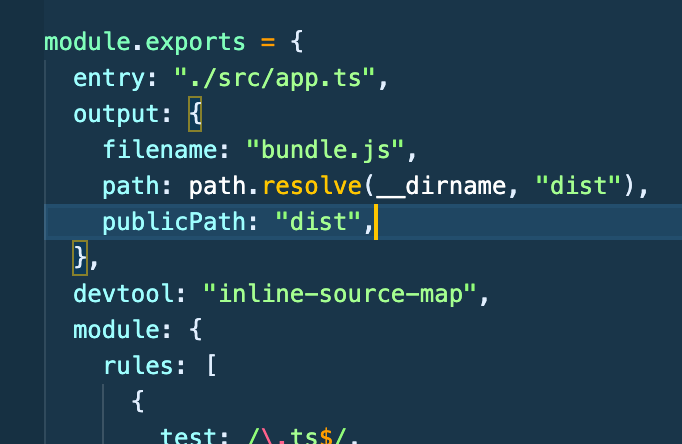 module.exports = {
entry: "./src/app.ts",
output: {
filename: "bundle.js",
path: path.resolve(__dirname, "dist"),
publicPath: "dist",
},
devtool: "inline-source-map",
module: {
rules: [
{
test: /\.ts$/,